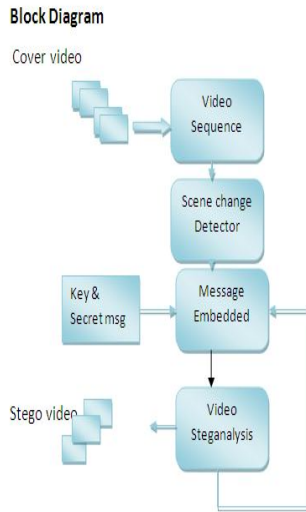 Block Diagram
Cover video
Video
Sequence
Scene change
Detector
Key &
Secret msg
Message
Embedded
Stego video
Video
Steganalysis